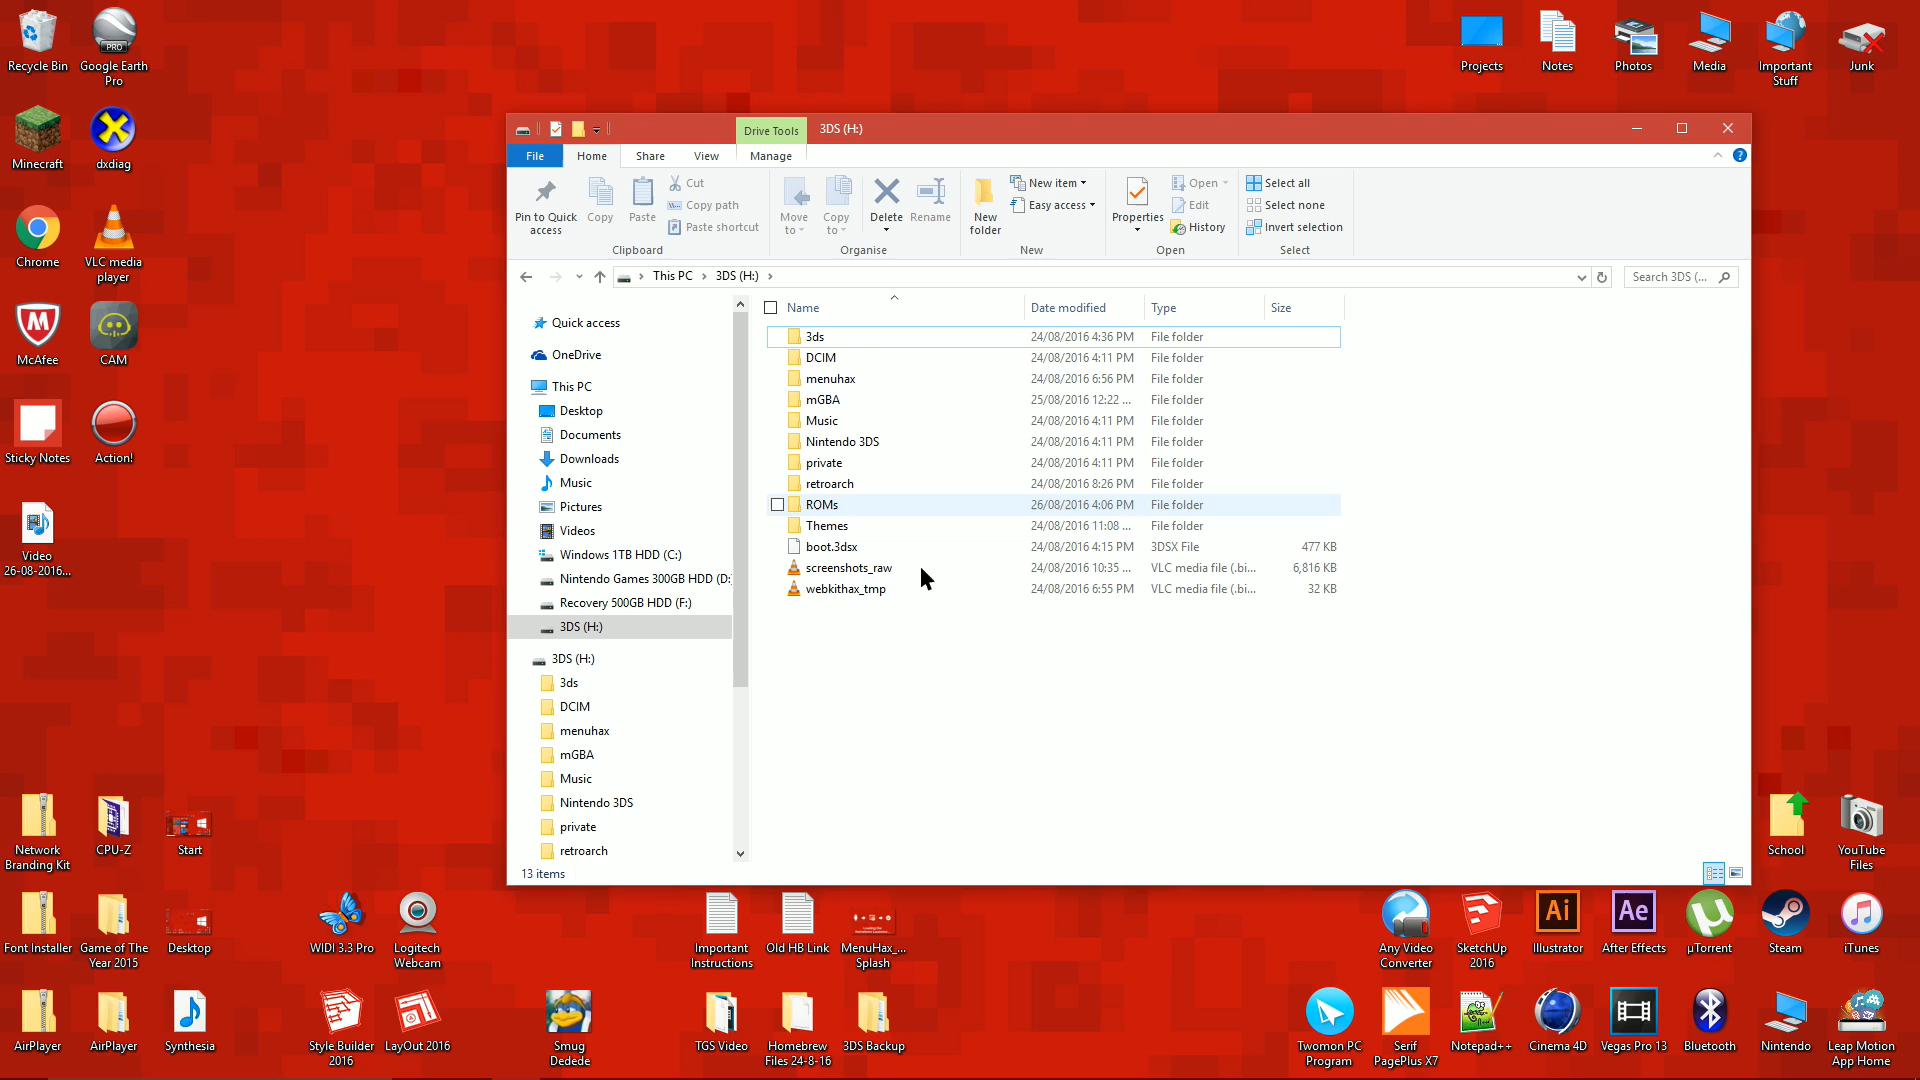 Recycle Bin
Google Earth
Pro
PRO
Minecraft
dxdiag
Chrome
VLC media
player
McAfee
CAM
Sticky Notes
Action!
Video
26-08-2016...
Projects
Notes
Photos
Media
Important
Stuff
Junk
Drive Tools
3DS (H:)
File
Home
Share
View
Manage
Pin to Quick
access
Copy
Paste
Cut
Copy path
Paste shortcut
Clipboard
Move
to
Copy
to
Delete
Rename
Organise
New
folder
New item
Easy access
New
Properties
Open
Edit
History
Open
Select all
Select none
Invert selection
Select
This PC
3DS (H:)
Search 3DS (...
Quick access
OneDrive
This PC
Desktop
Documents
Downloads
Music
Pictures
Videos
Windows 1TB HDD (C:)
Nintendo Games 300GB HDD (D:
Recovery 500GB HDD (F:)
3DS (H:)
3DS (H:)
3ds
DCIM
menuhax
mGBA
Music
Nintendo 3DS
private
retroarch
Name Date modified Type Size
3ds 24/08/2016 4:36 PM File folder
DCIM 24/08/2016 4:11 PM File folder
menuhax 24/08/2016 6:56 PM File folder
mGBA 25/08/2016 12:22 ... File folder
Music 24/08/2016 4:11 PM File folder
Nintendo 3DS 24/08/2016 4:11 PM File folder
private 24/08/2016 4:11 PM File folder
retroarch 24/08/2016 8:26 PM File folder
ROMs 26/08/2016 4:06 PM File folder
Themes 24/08/2016 11:08 ... File folder
boot.3dsx 24/08/2016 4:15 PM 3DSX File 477 KB
screenshots_raw 24/08/2016 10:35 ... VLC media file (.bi... 6,816 KB
webkithax_tmp 24/08/2016 6:55 PM VLC media file (.bi... 32 KB
13 items
Network
Branding Kit
CPU-Z
Start
School
YouTube
Files
Font Installer
Game of The
Year 2015
Desktop
WIDI 3.3 Pro
Logitech
Webcam
Important
Instructions
Old HB Link
MenuHax_...
Splash
Any Video
Converter
SketchUp
2016
Ai
Illustrator
Ae
After Effects
µTorrent
Steam
iTunes
AirPlayer
AirPlayer
Synthesia
Style Builder
2016
LayOut 2016
Smug
Dedede
TGS Video
Homebrew
Files 24-8-16
3DS Backup
Twomon PC
Program
Serif
PagePlus X7
Notepad++
Cinema 4D
Vegas Pro 13
Bluetooth
Nintendo
Leap Motion
App Home